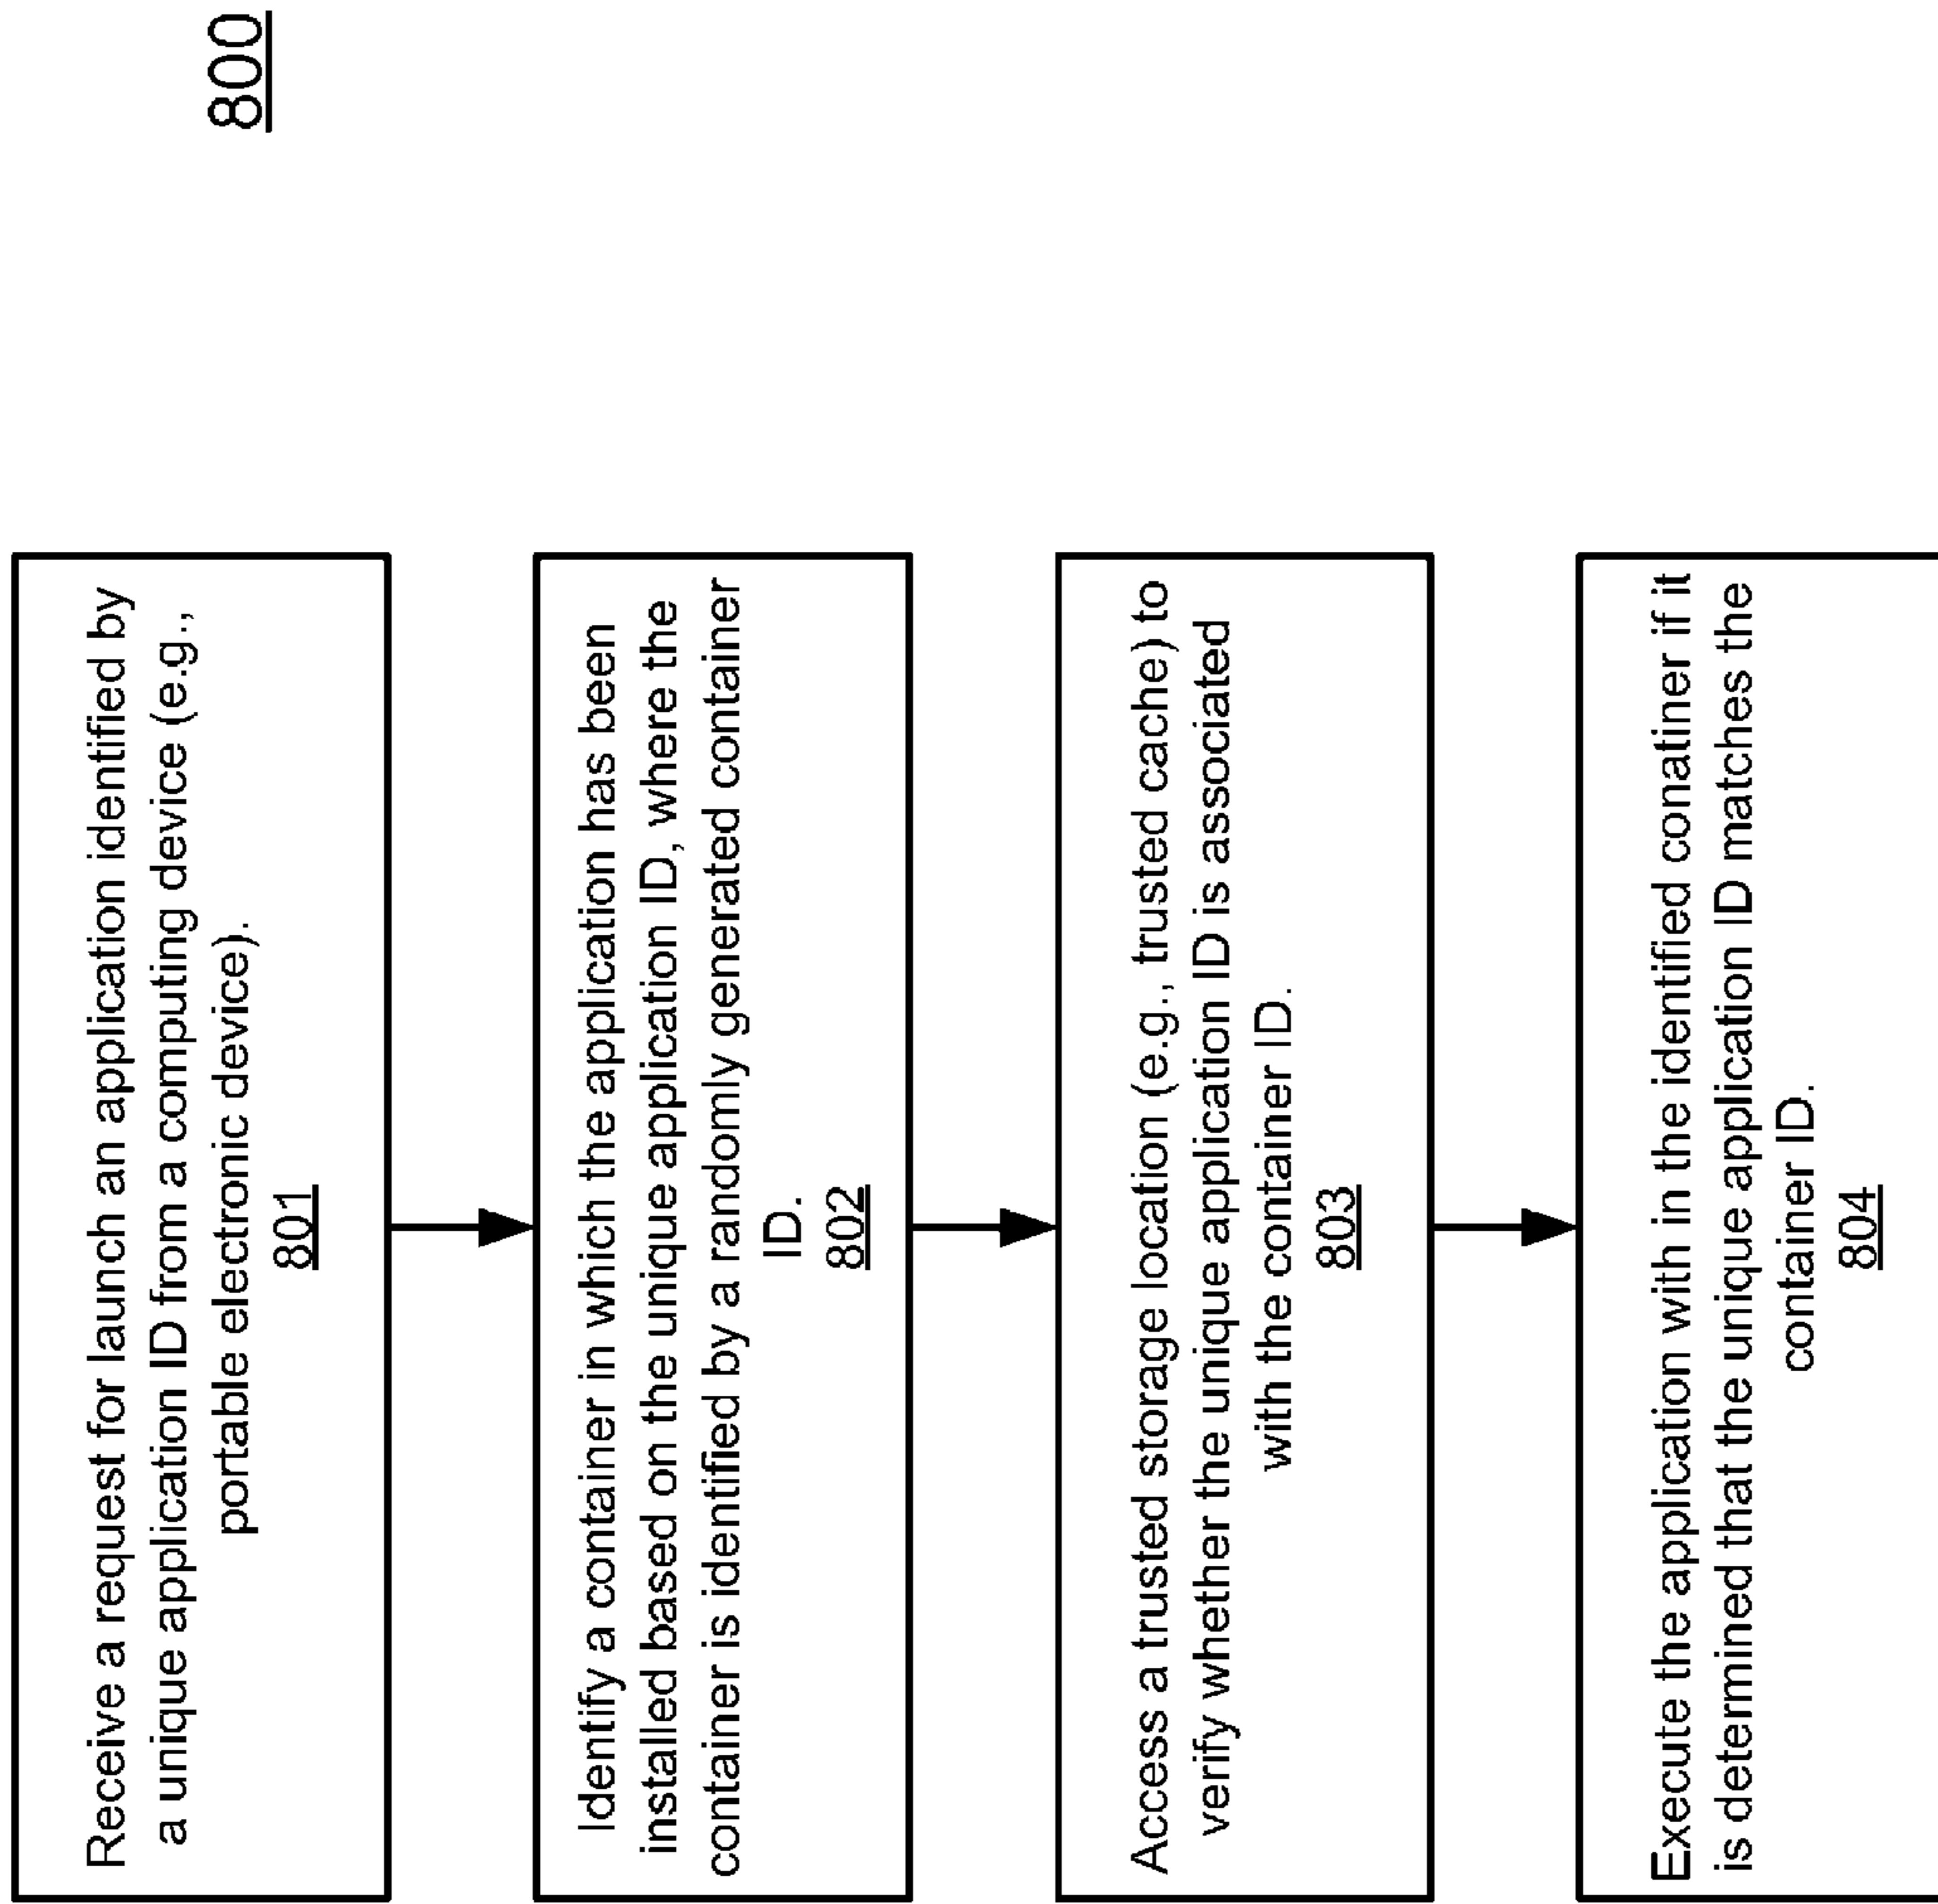 800
Receive a request for launch an application identified by
a unique application ID from a computing device (e.g.,
portable electronic device).
801
Identify a container in which the application has been
installed based on the unique application ID, where the
container is identified by a randomly generated container
ID.
802
Access a trusted storage location (e.g., trusted cache) to
verify whether the unique application ID is associated
with the container ID.
803
Execute the application with in the identified conatiner if it
is determined that the unique application ID matches the
container ID.
804